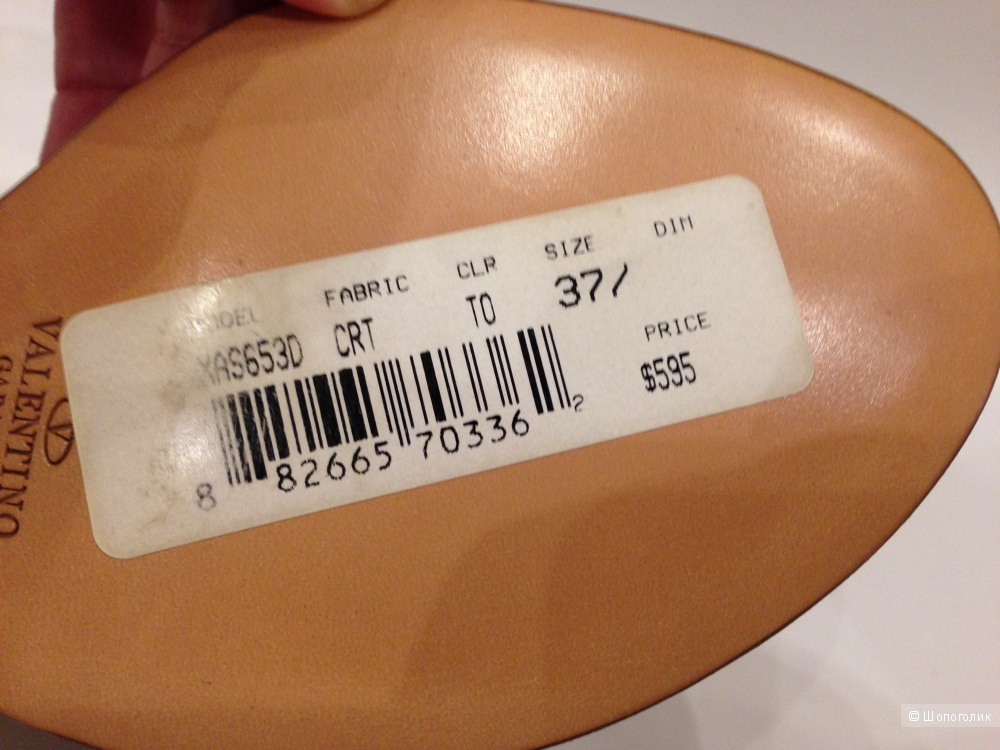 MODEL FABRIC CLR SIZE DIM
XAS653D CRT TO 37/
PRICE
$595
8 82665 70336 2
VALENTINO
© Шопоголик